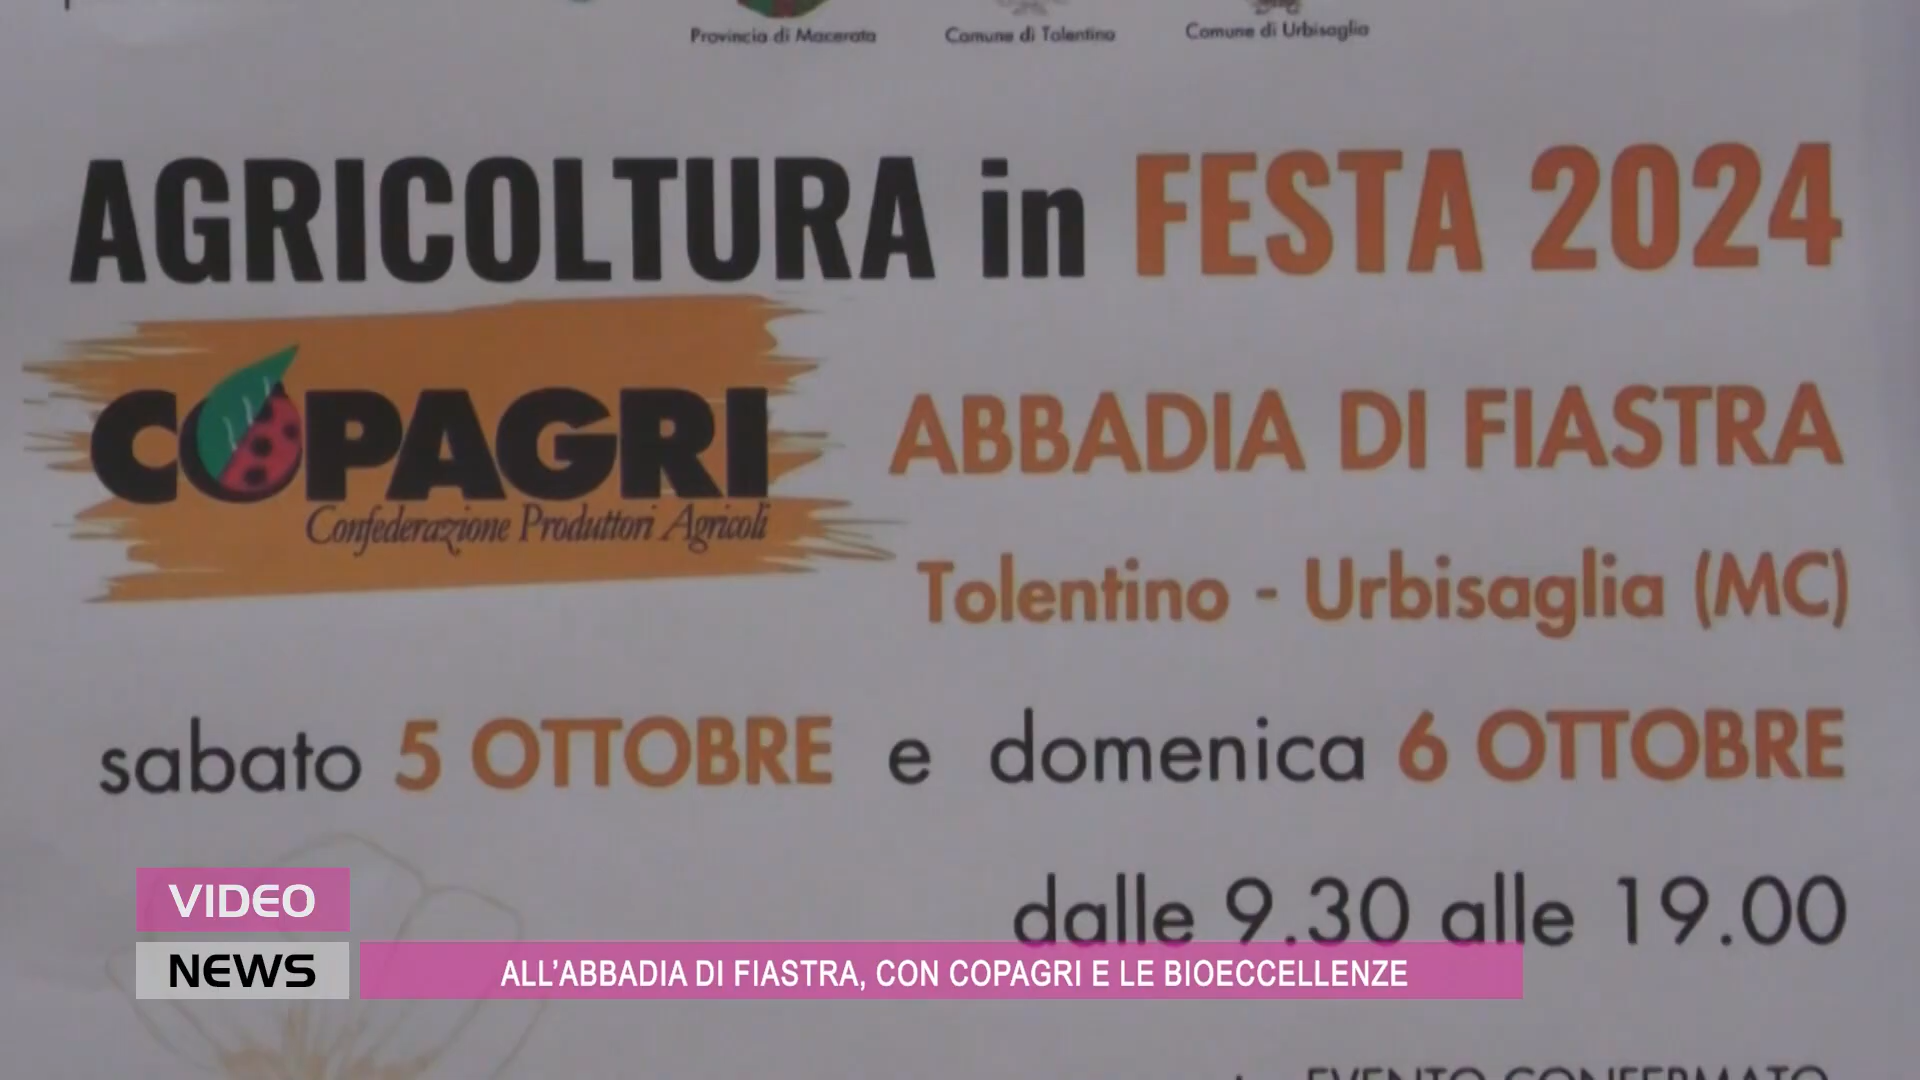 Provincia di Macerata
Comune di Tolentino
Comune di Urbisaglia
AGRICOLTURA in FESTA 2024
COPAGRI
Confederazione Produttori Agricoli
ABBADIA DI FIASTRA
Tolentino - Urbisaglia (MC)
sabato 5 OTTOBRE e domenica 6 OTTOBRE
dalle 9.30 alle 19.00
VIDEO
NEWS
ALL’ABBADIA DI FIASTRA, CON COPAGRI E LE BIOECCELLENZE
EVENTO CONFERMATO